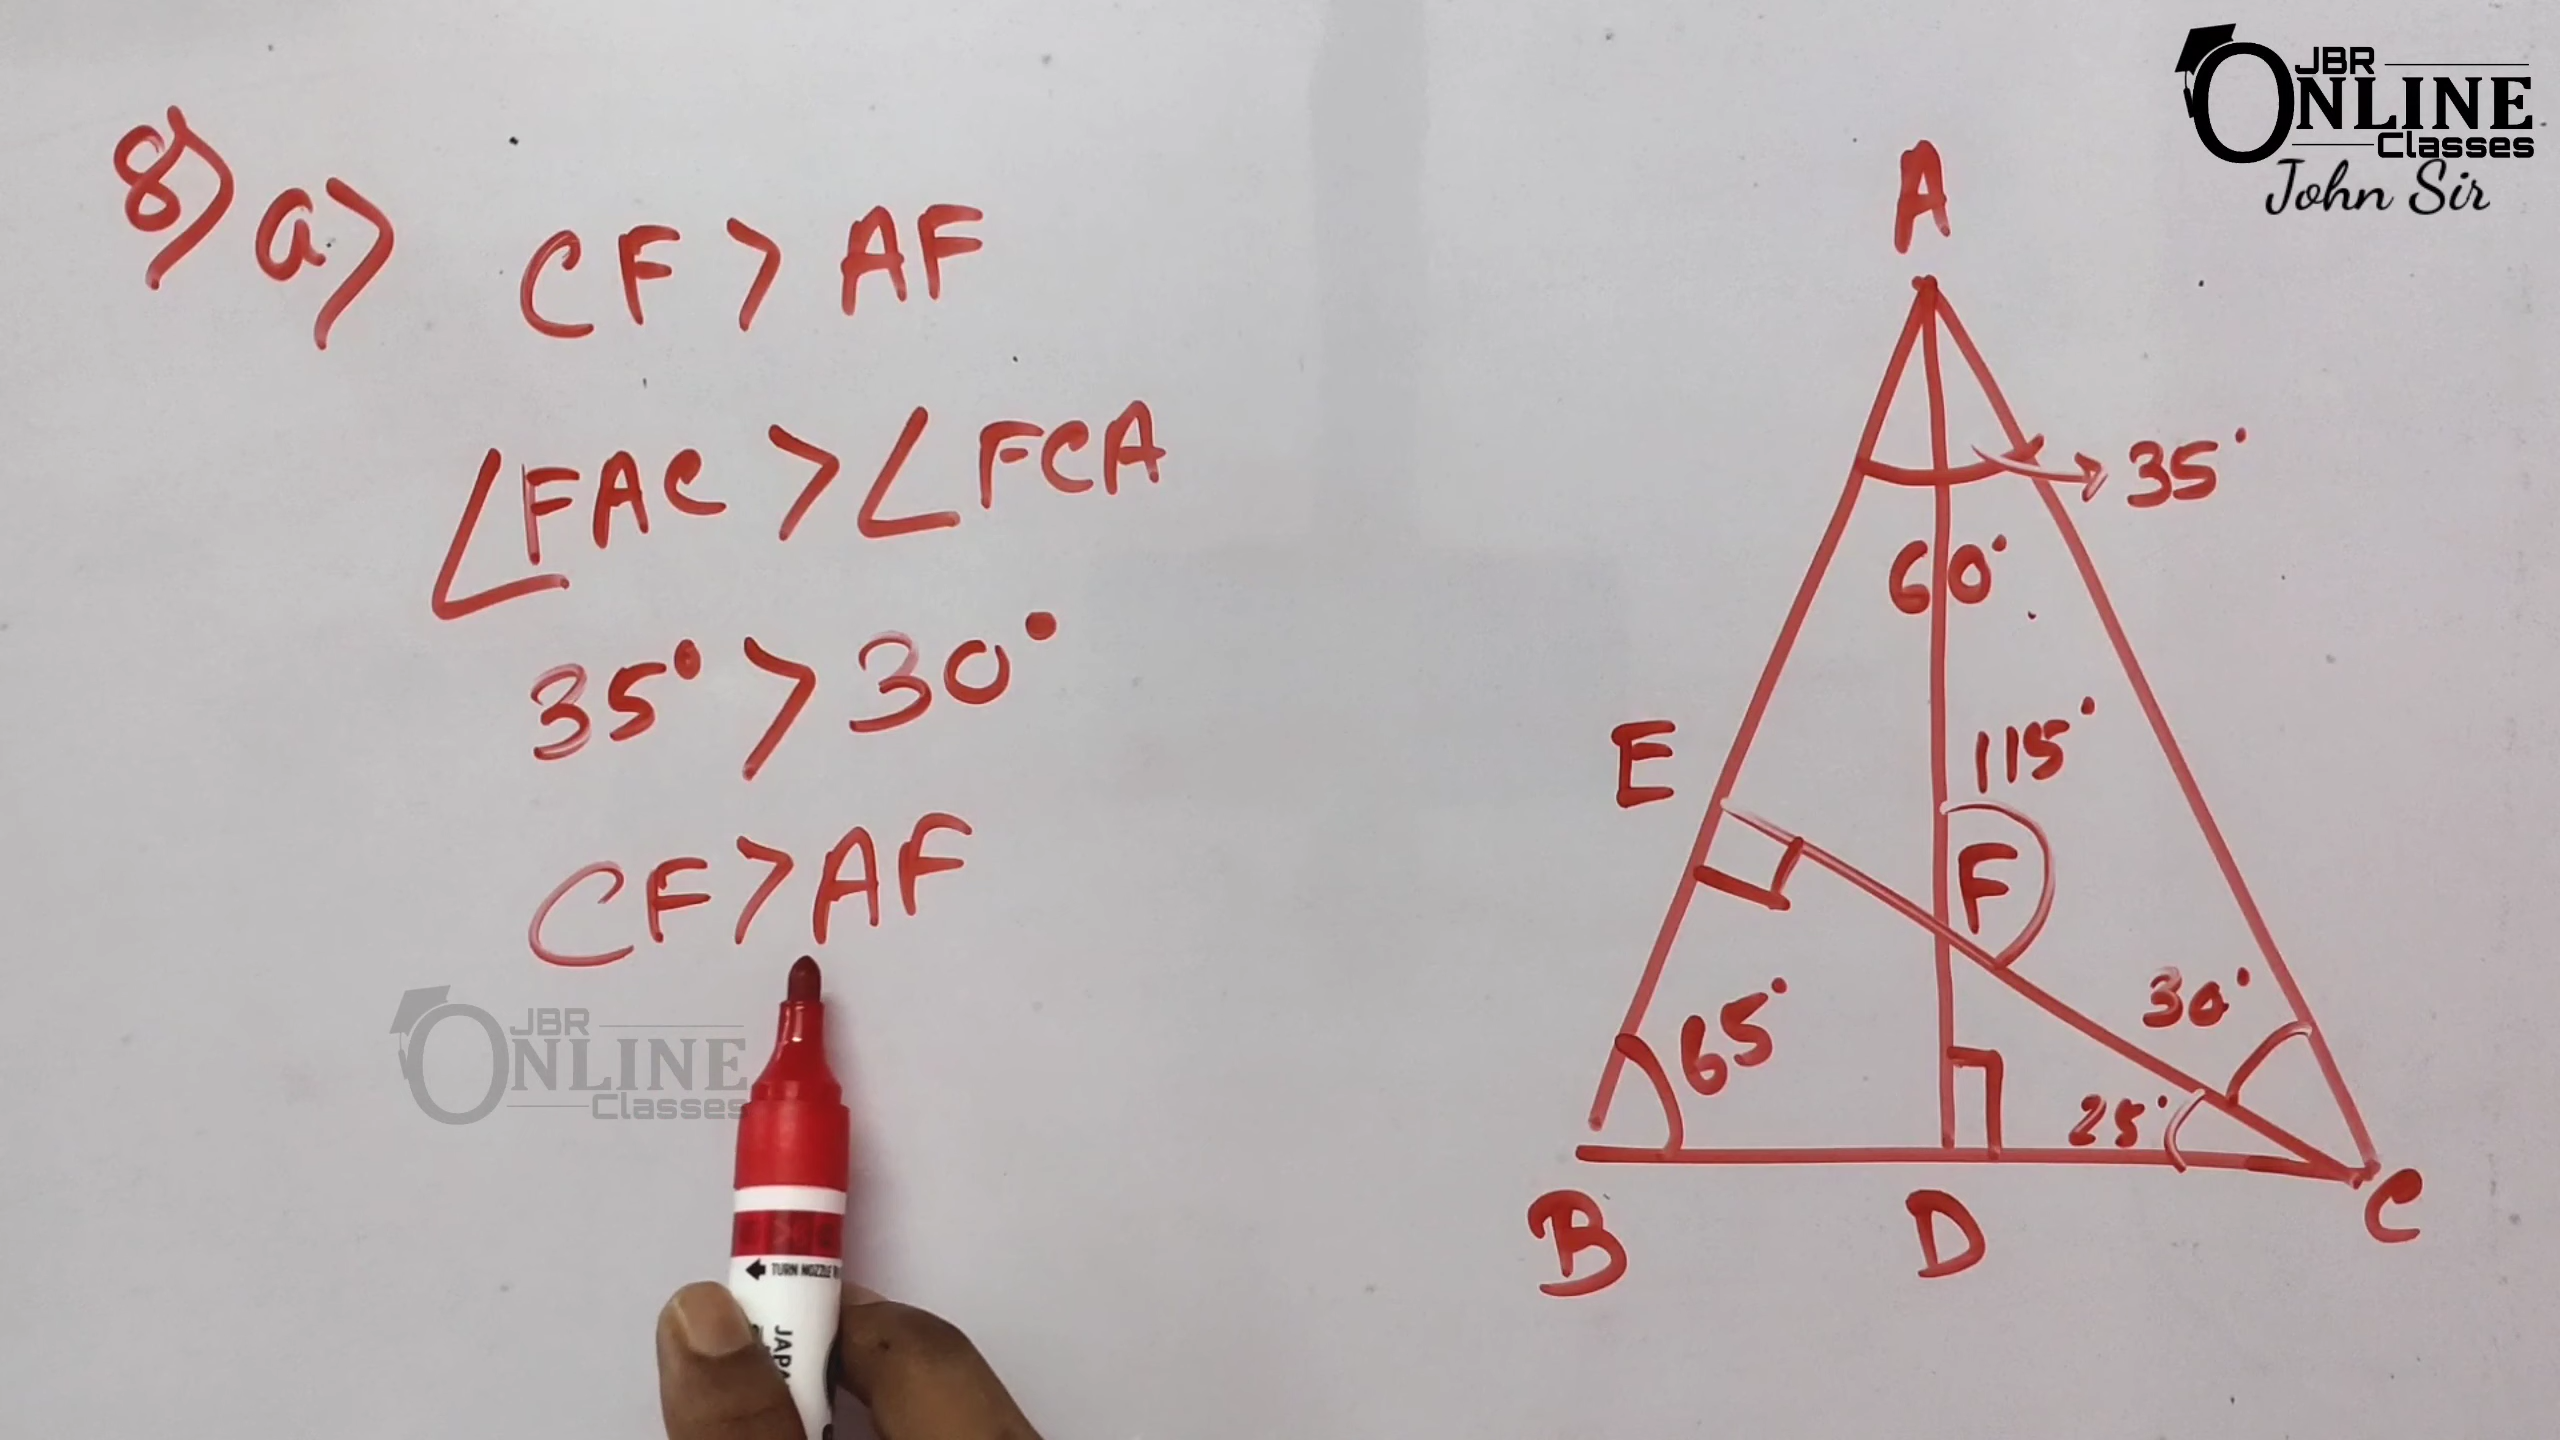 JBR
ONLINE
Classes
John Sir
8) a> CF > AF
∠FAC > ∠FCA
35° > 30°
CF > AF
JBR
ONLINE
Classes
TURN NOZZLE
A
35°
60°
E
115°
F
65°
30°
25°
B
D
C